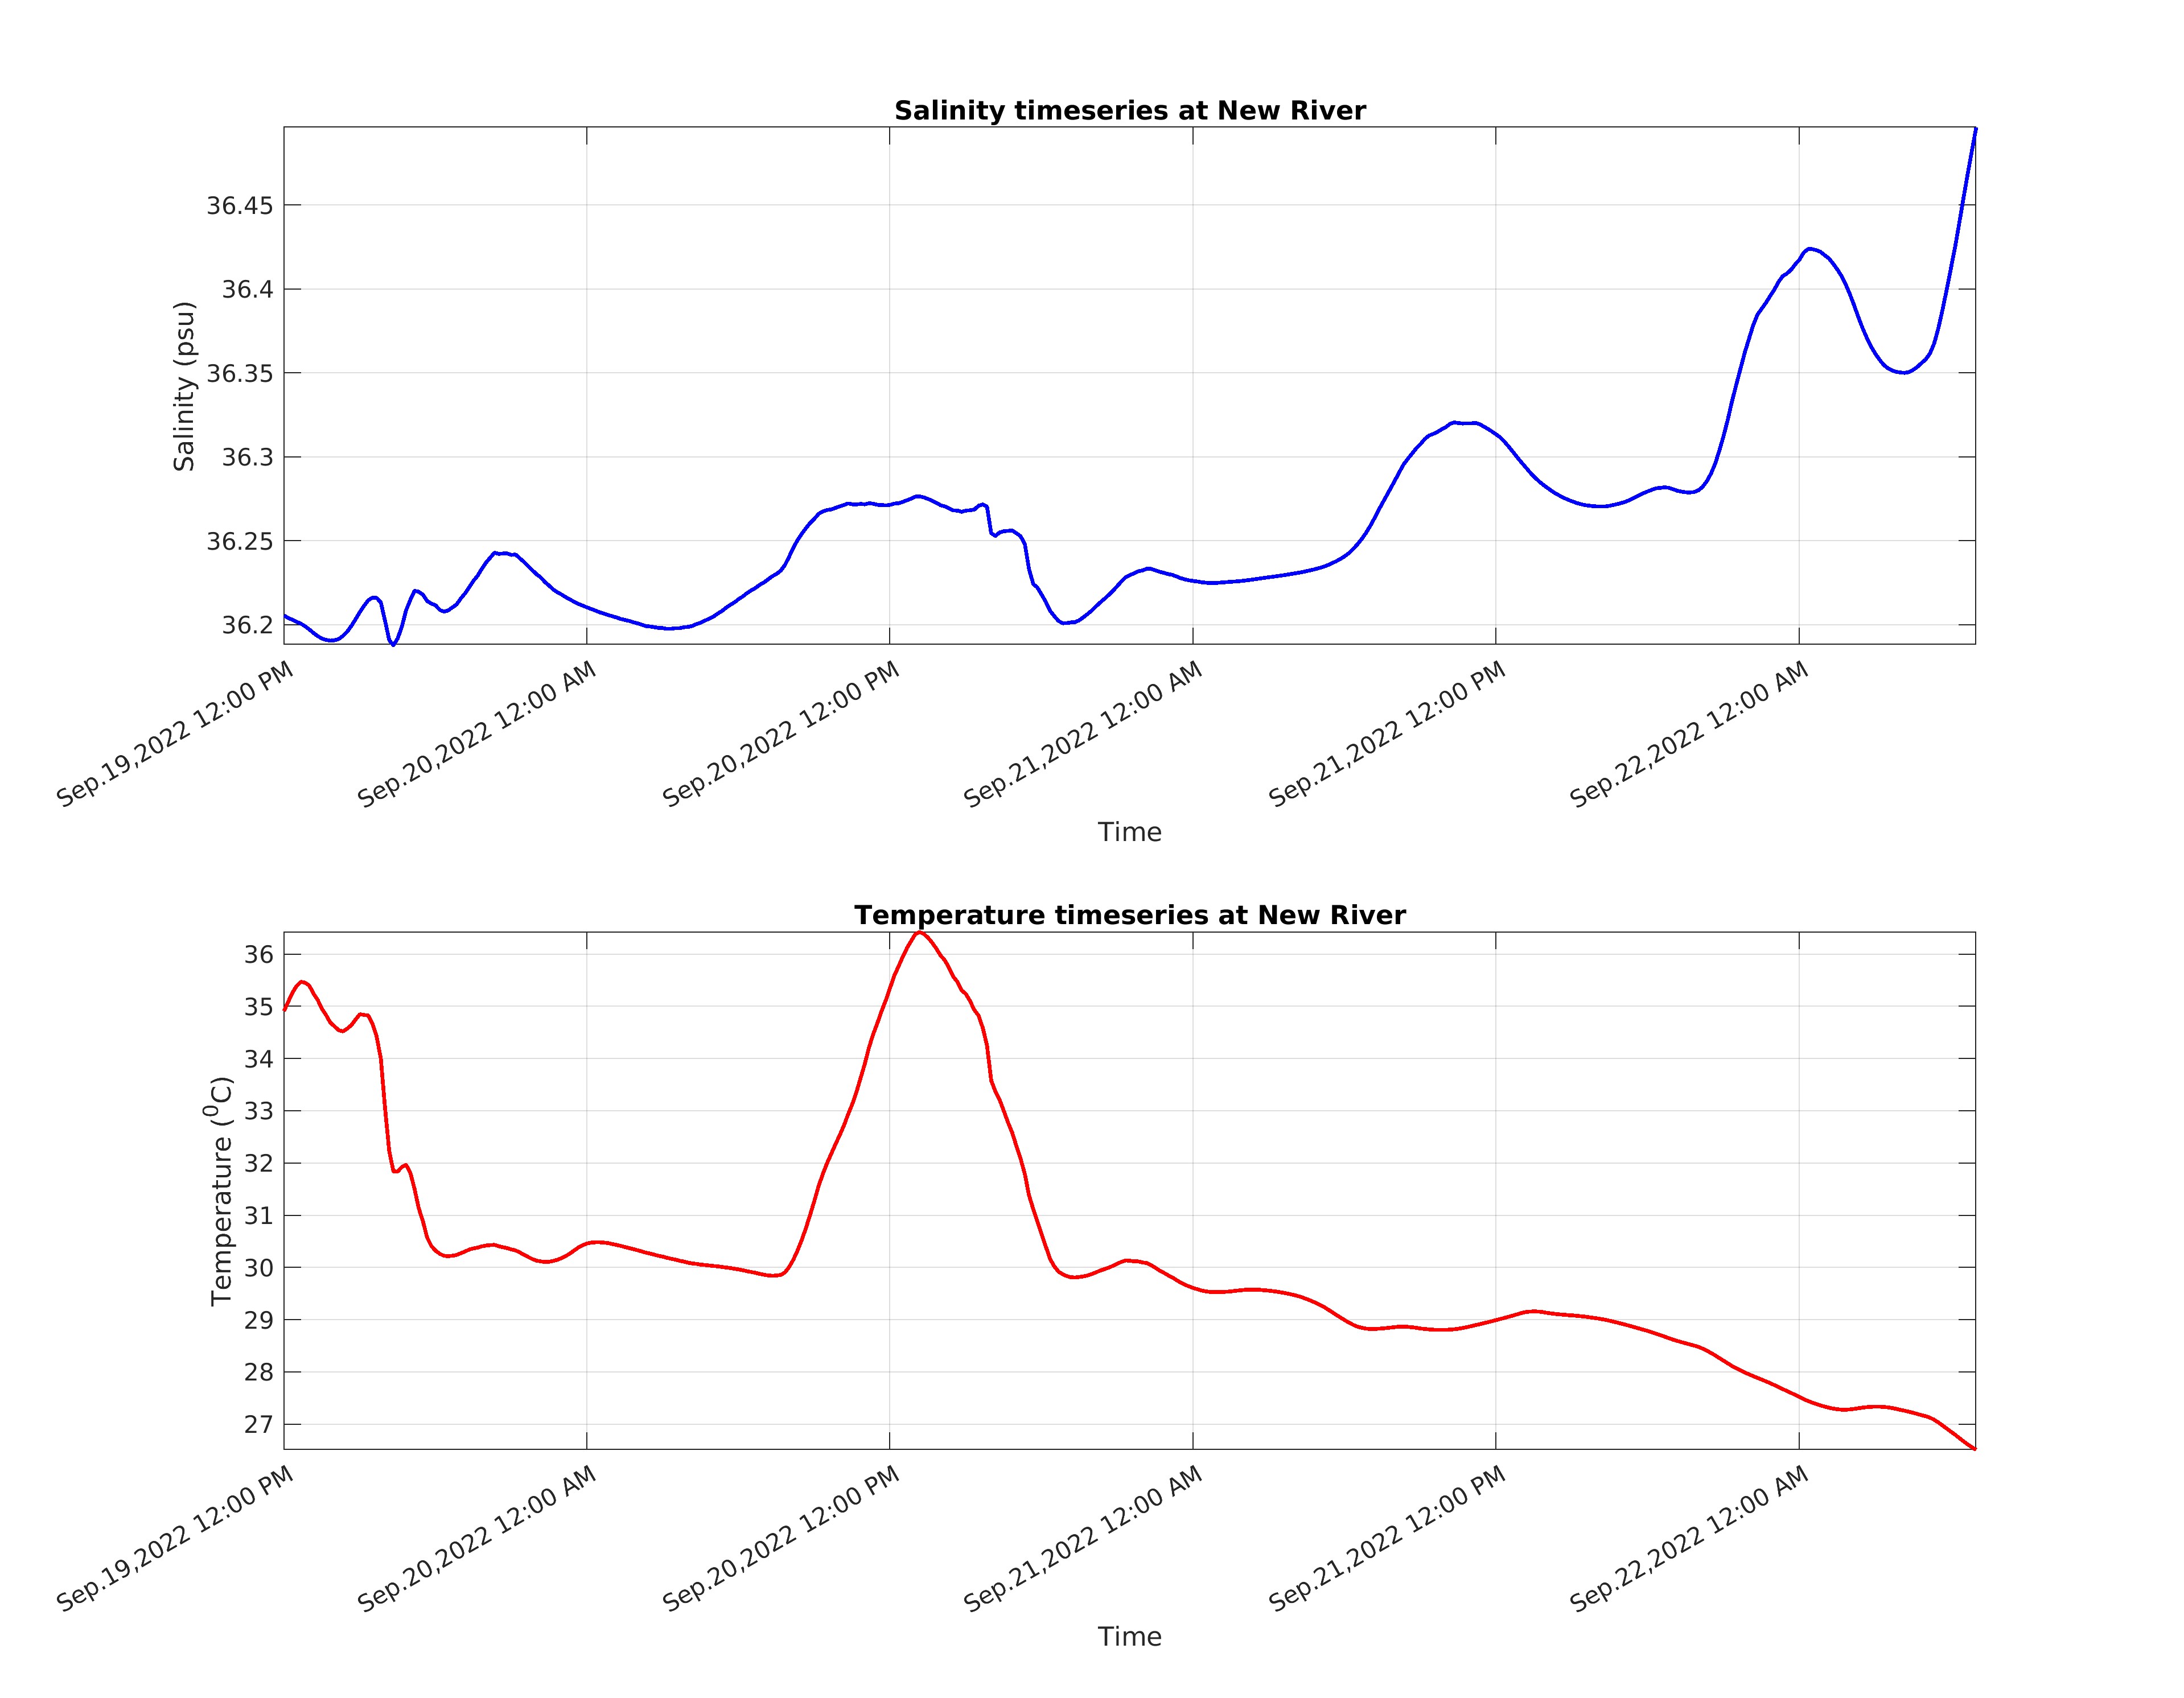 Salinity timeseries at New River
Salinity (psu)
36.45
36.4
36.35
36.3
36.25
36.2
Sep.19,2022 12:00 PM
Sep.20,2022 12:00 AM
Sep.20,2022 12:00 PM
Sep.21,2022 12:00 AM
Sep.21,2022 12:00 PM
Sep.22,2022 12:00 AM
Time
Temperature timeseries at New River
Temperature (⁰C)
36
35
34
33
32
31
30
29
28
27
Sep.19,2022 12:00 PM
Sep.20,2022 12:00 AM
Sep.20,2022 12:00 PM
Sep.21,2022 12:00 AM
Sep.21,2022 12:00 PM
Sep.22,2022 12:00 AM
Time